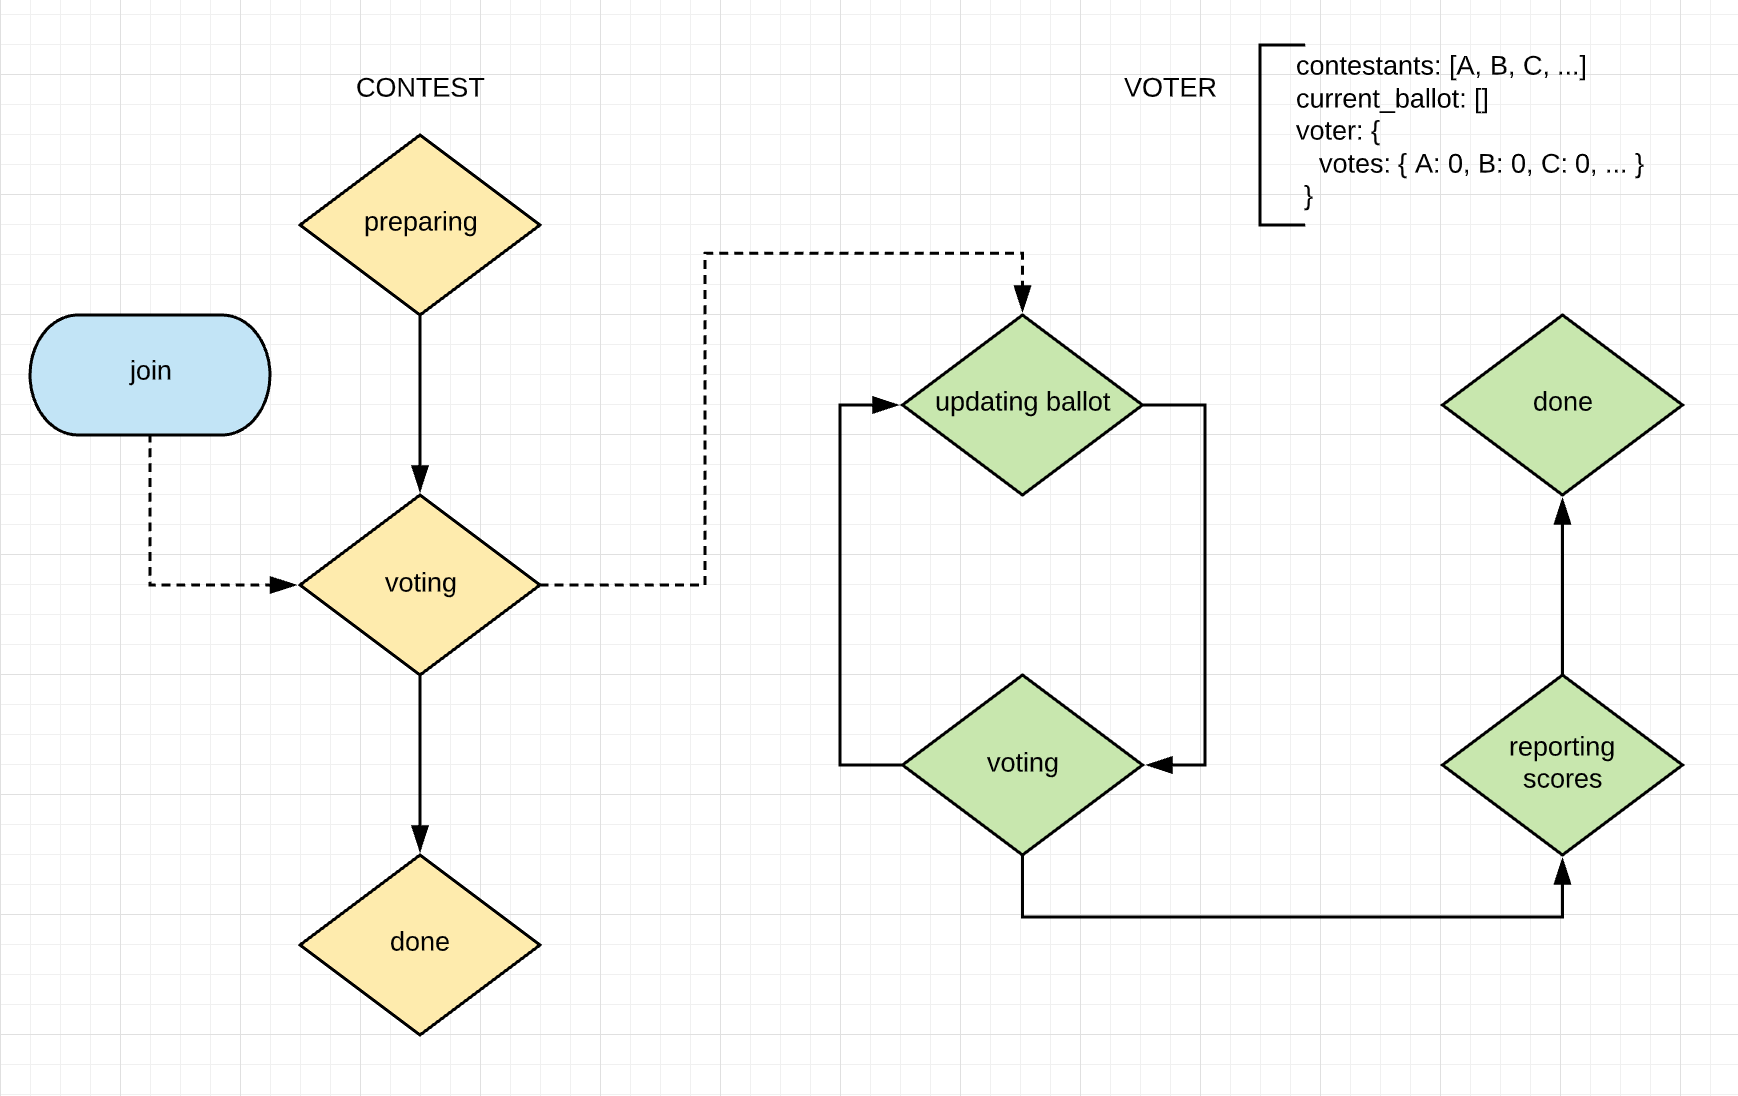 CONTEST
preparing
join
voting
done
VOTER
contestants: [A, B, C, ...]
current_ballot: []
voter: {
votes: { A: 0, B: 0, C: 0, ... }
}
updating ballot
done
voting
reporting
scores